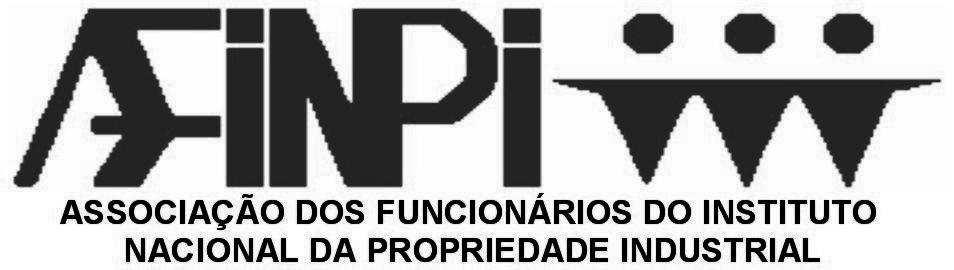 AFINPI
ASSOCIAÇÃO DOS FUNCIONÁRIOS DO INSTITUTO
NACIONAL DA PROPRIEDADE INDUSTRIAL